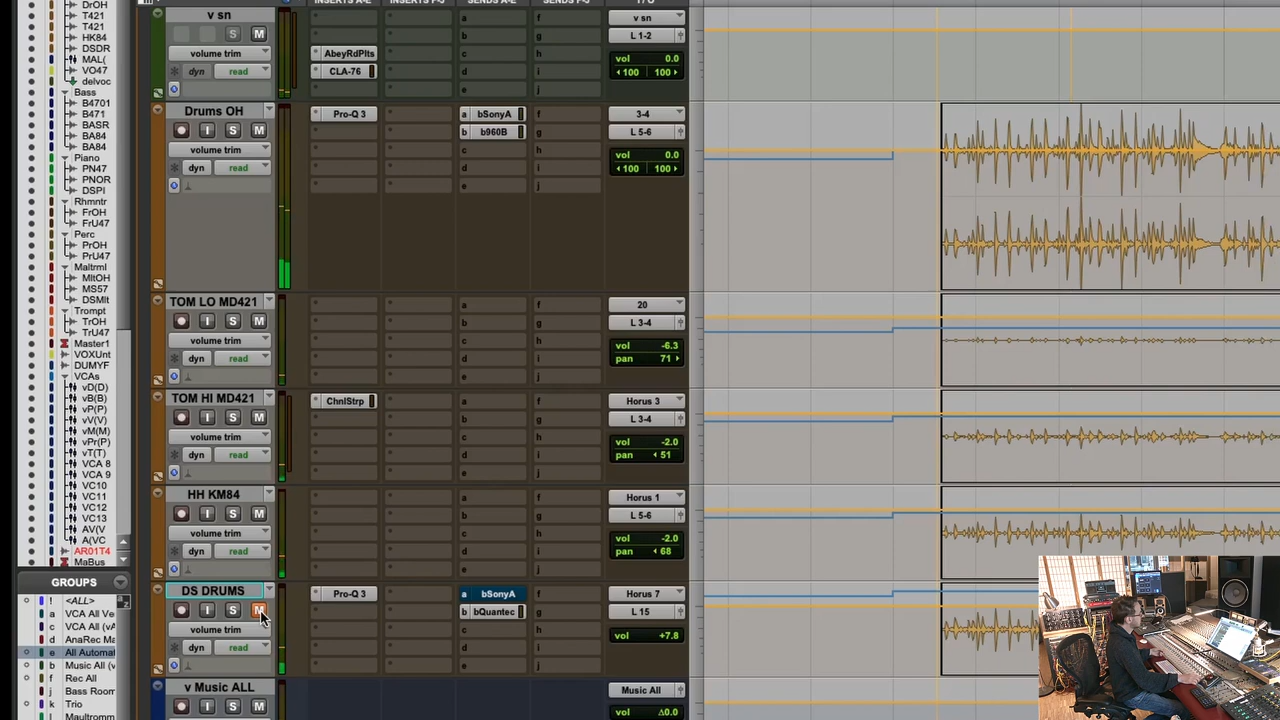 DrOH
T421
HK84
DSDR
MAL(
VO47
delvoc
Bass
B4701
B471
BASR
BA84
BA84
Piano
PN47
PNOR
DSPI
Rhmntr
FrOH
FrU47
Perc
PrOH
PrU47
Maltrml
MltOH
MS57
DSMlt
Trompt
TrOH
TrU47
Master1
VOXUnt
DUMYF
VCAs
vD(D)
vB(B)
vP(P)
vV(V)
vM(M)
vPr(P)
vT(T)
VCA 8
VCA 9
VC10
VC11
VC12
VC13
AV(V
A(VC
AR01T4
MaBus
GROUPS
! <ALL>
a VCA All Ve
c VCA All (vA
d AnaRec Ma
e All Automat
b Music All (v
f Rec All
j Bass Room
k Trio
l Maultromm
INSERTS A-E INSERTS F-J SENDS A-E SENDS F-J I / O
v sn
S M
volume trim
dyn read
AbeyRdPlts
CLA-76
a f
b g
c h
d i
e j
v sn
L 1-2
vol 0.0
100 100
Drums OH
I S M
volume trim
dyn read
Pro-Q 3
a bSonyA f
b b960B g
c h
d i
e j
3-4
L 5-6
vol 0.0
100 100
TOM LO MD421
I S M
volume trim
dyn read
a f
b g
c h
d i
e j
20
L 3-4
vol -6.3
pan 71
TOM HI MD421
I S M
volume trim
dyn read
ChnlStrp
a f
b g
c h
d i
e j
Horus 3
L 3-4
vol -2.0
pan 51
HH KM84
I S M
volume trim
dyn read
a f
b g
c h
d i
e j
Horus 1
L 5-6
vol -2.0
pan 68
DS DRUMS
I S M
volume trim
dyn read
Pro-Q 3
a bSonyA f
b bQuantec g
c h
d i
e j
Horus 7
L 15
vol +7.8
v Music ALL
I S M
a f
b g
Music All
vol Δ0.0